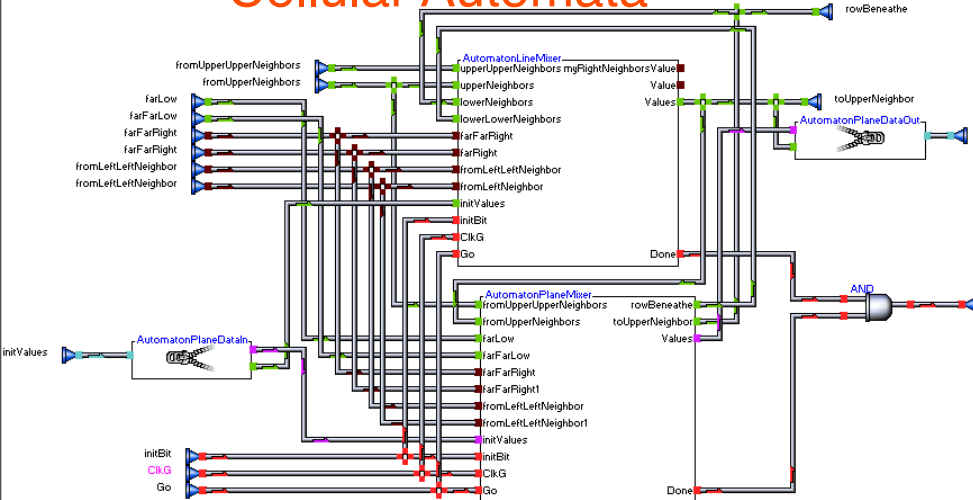 Cellular Automata
rowBeneathe
fromUpperUpperNeighbors
fromUpperNeighbors
farLow
farFarLow
farFarRight
farFarRight
fromLeftLeftNeighbor
fromLeftLeftNeighbor
AutomatonLineMixer
upperUpperNeighbors myRightNeighborsValue
upperNeighbors Value
lowerNeighbors Values
lowerLowerNeighbors
farFarRight
farRight
fromLeftLeftNeighbor
fromLeftNeighbor
initValues
initBit
ClkG
Go Done
toUpperNeighbor
AutomatonPlaneDataOut
AND
AutomatonPlaneMixer
fromUpperUpperNeighbors rowBeneathe
fromUpperNeighbors toUpperNeighbor
farLow Values
farFarLow
farFarRight
farFarRight1
fromLeftLeftNeighbor
fromLeftLeftNeighbor1
initValues
initBit
ClkG
Go Done
initValues
AutomatonPlaneDataIn
initBit
ClkG
Go